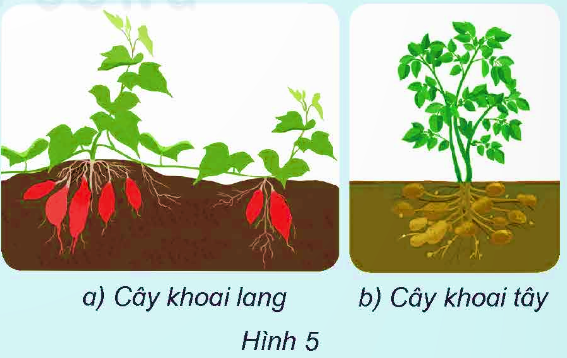 a) Cây khoai lang
b) Cây khoai tây
Hình 5